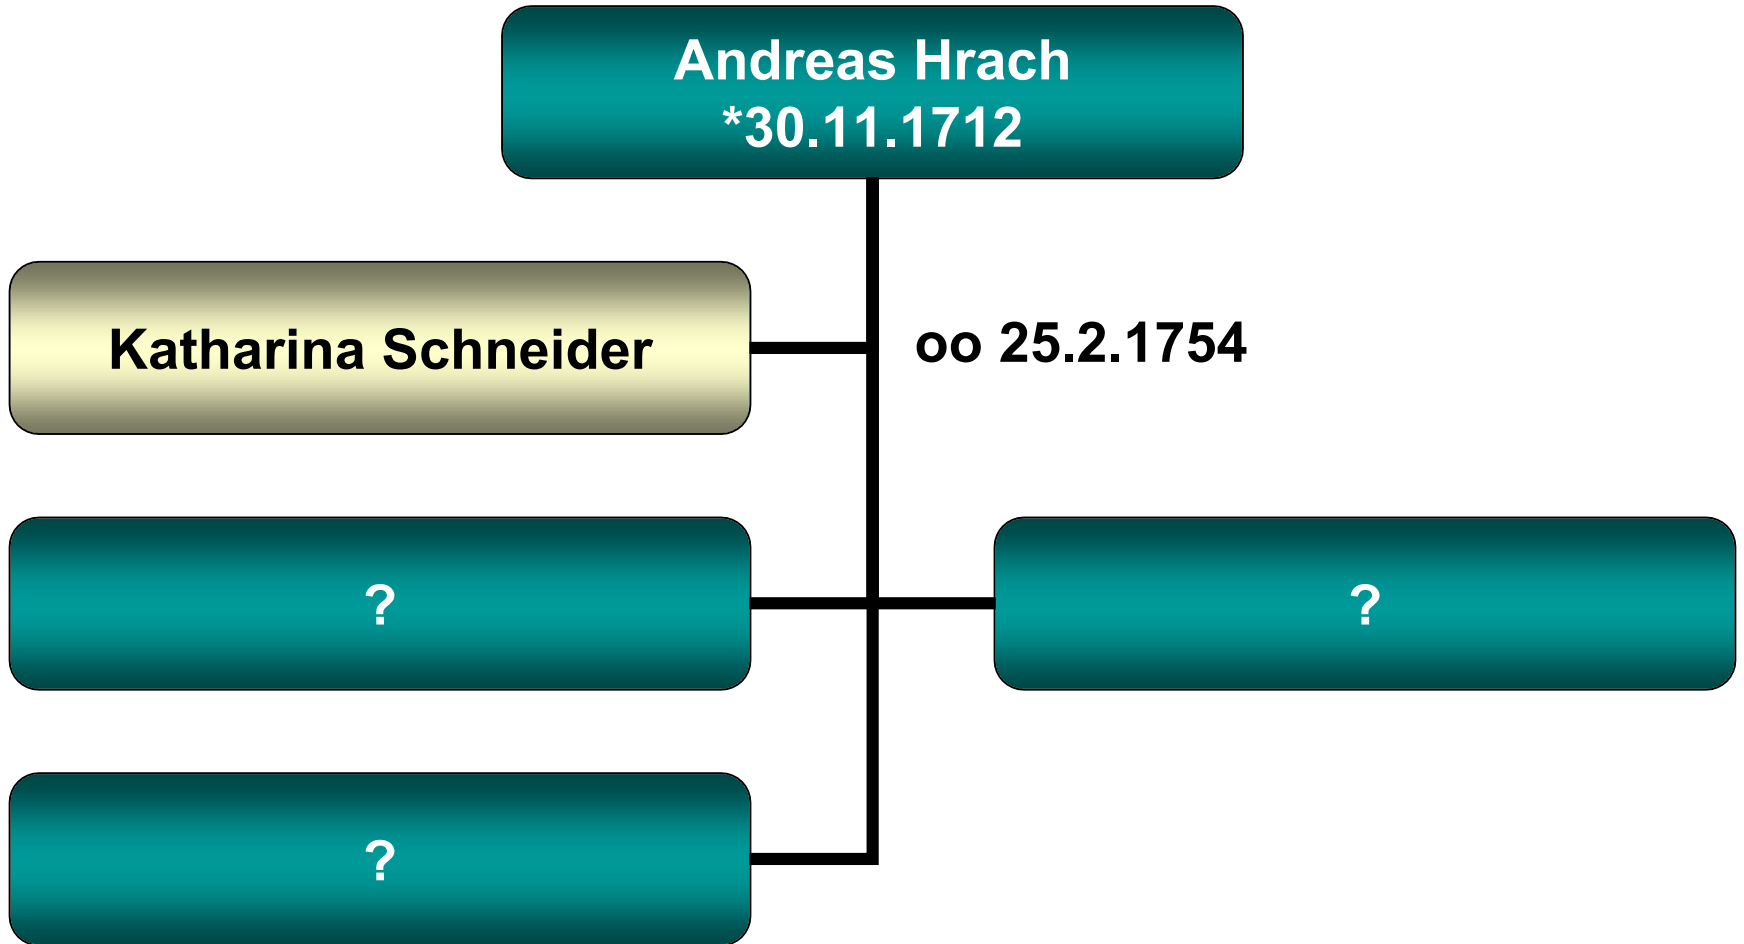 Andreas Hrach
*30.11.1712
Katharina Schneider
oo 25.2.1754
?
?
?